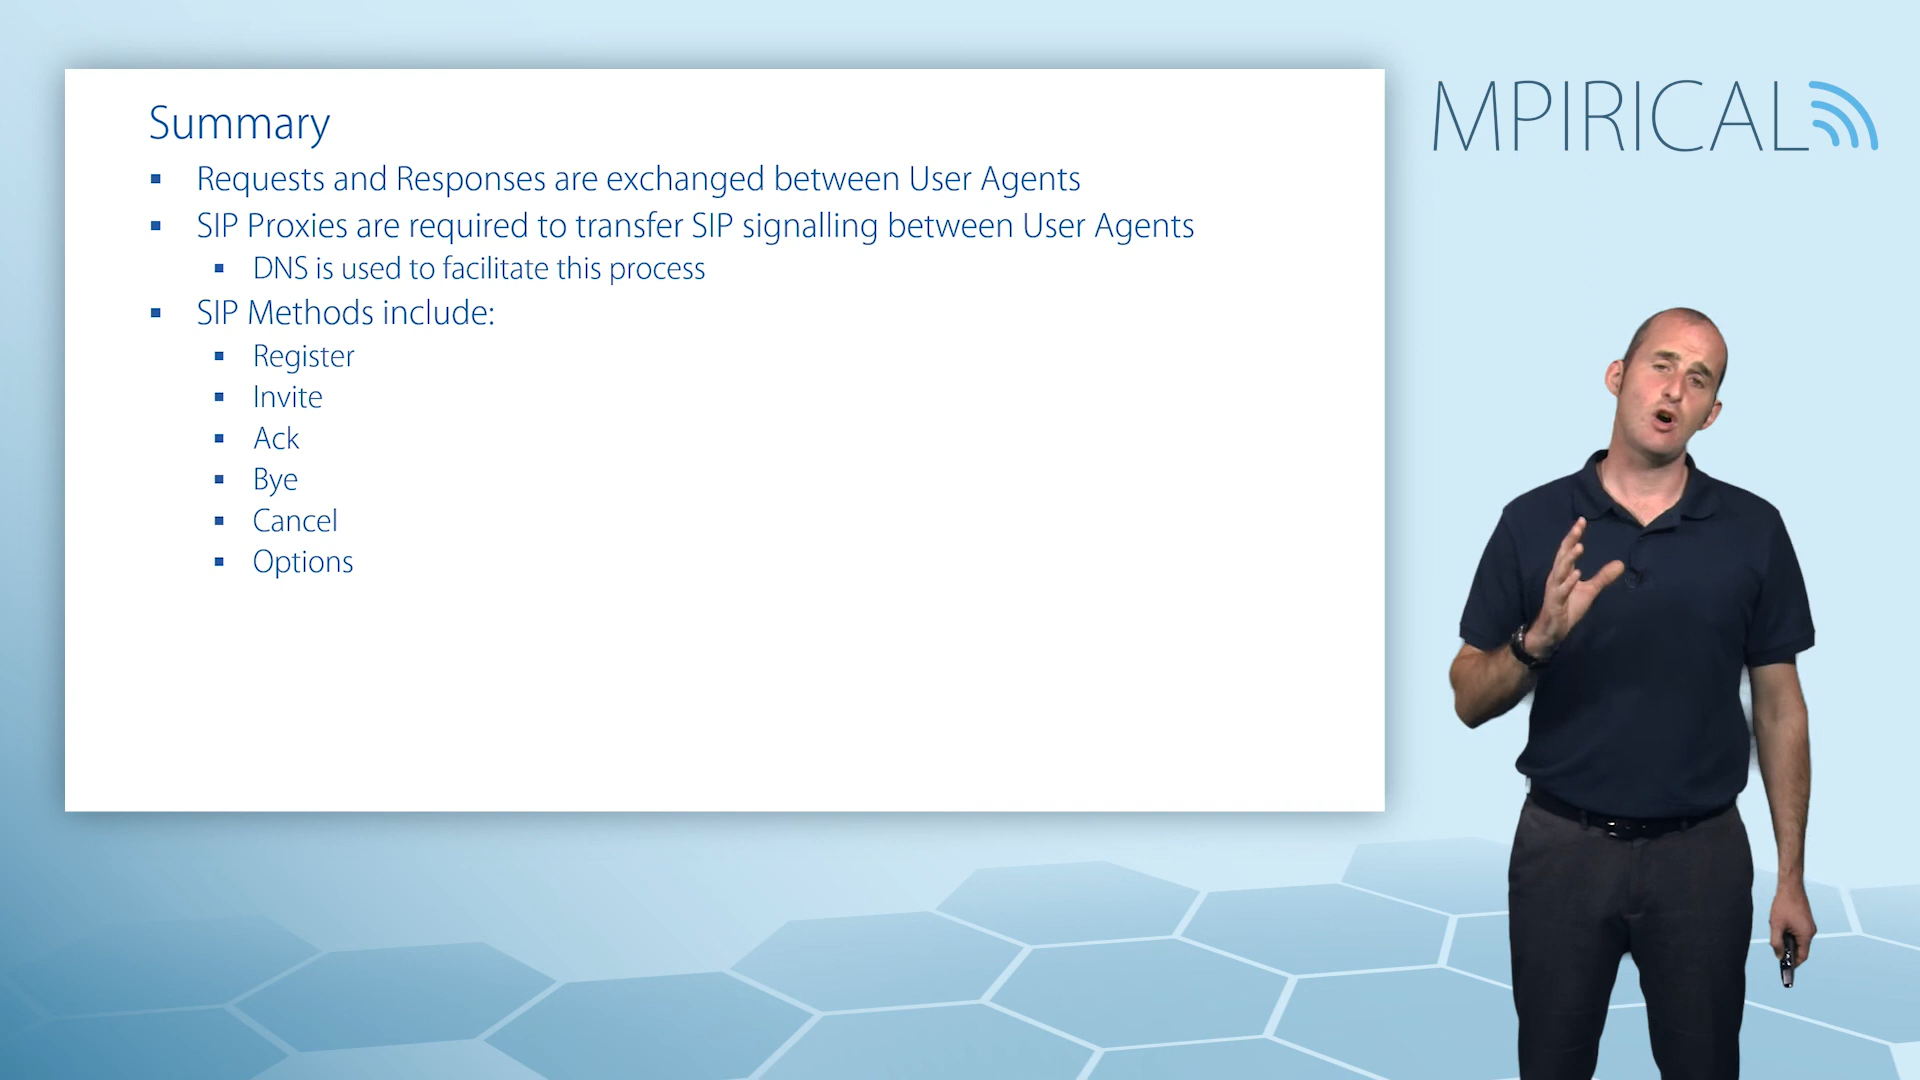 MPIRICAL
Summary
Requests and Responses are exchanged between User Agents
SIP Proxies are required to transfer SIP signalling between User Agents
DNS is used to facilitate this process
SIP Methods include:
Register
Invite
Ack
Bye
Cancel
Options